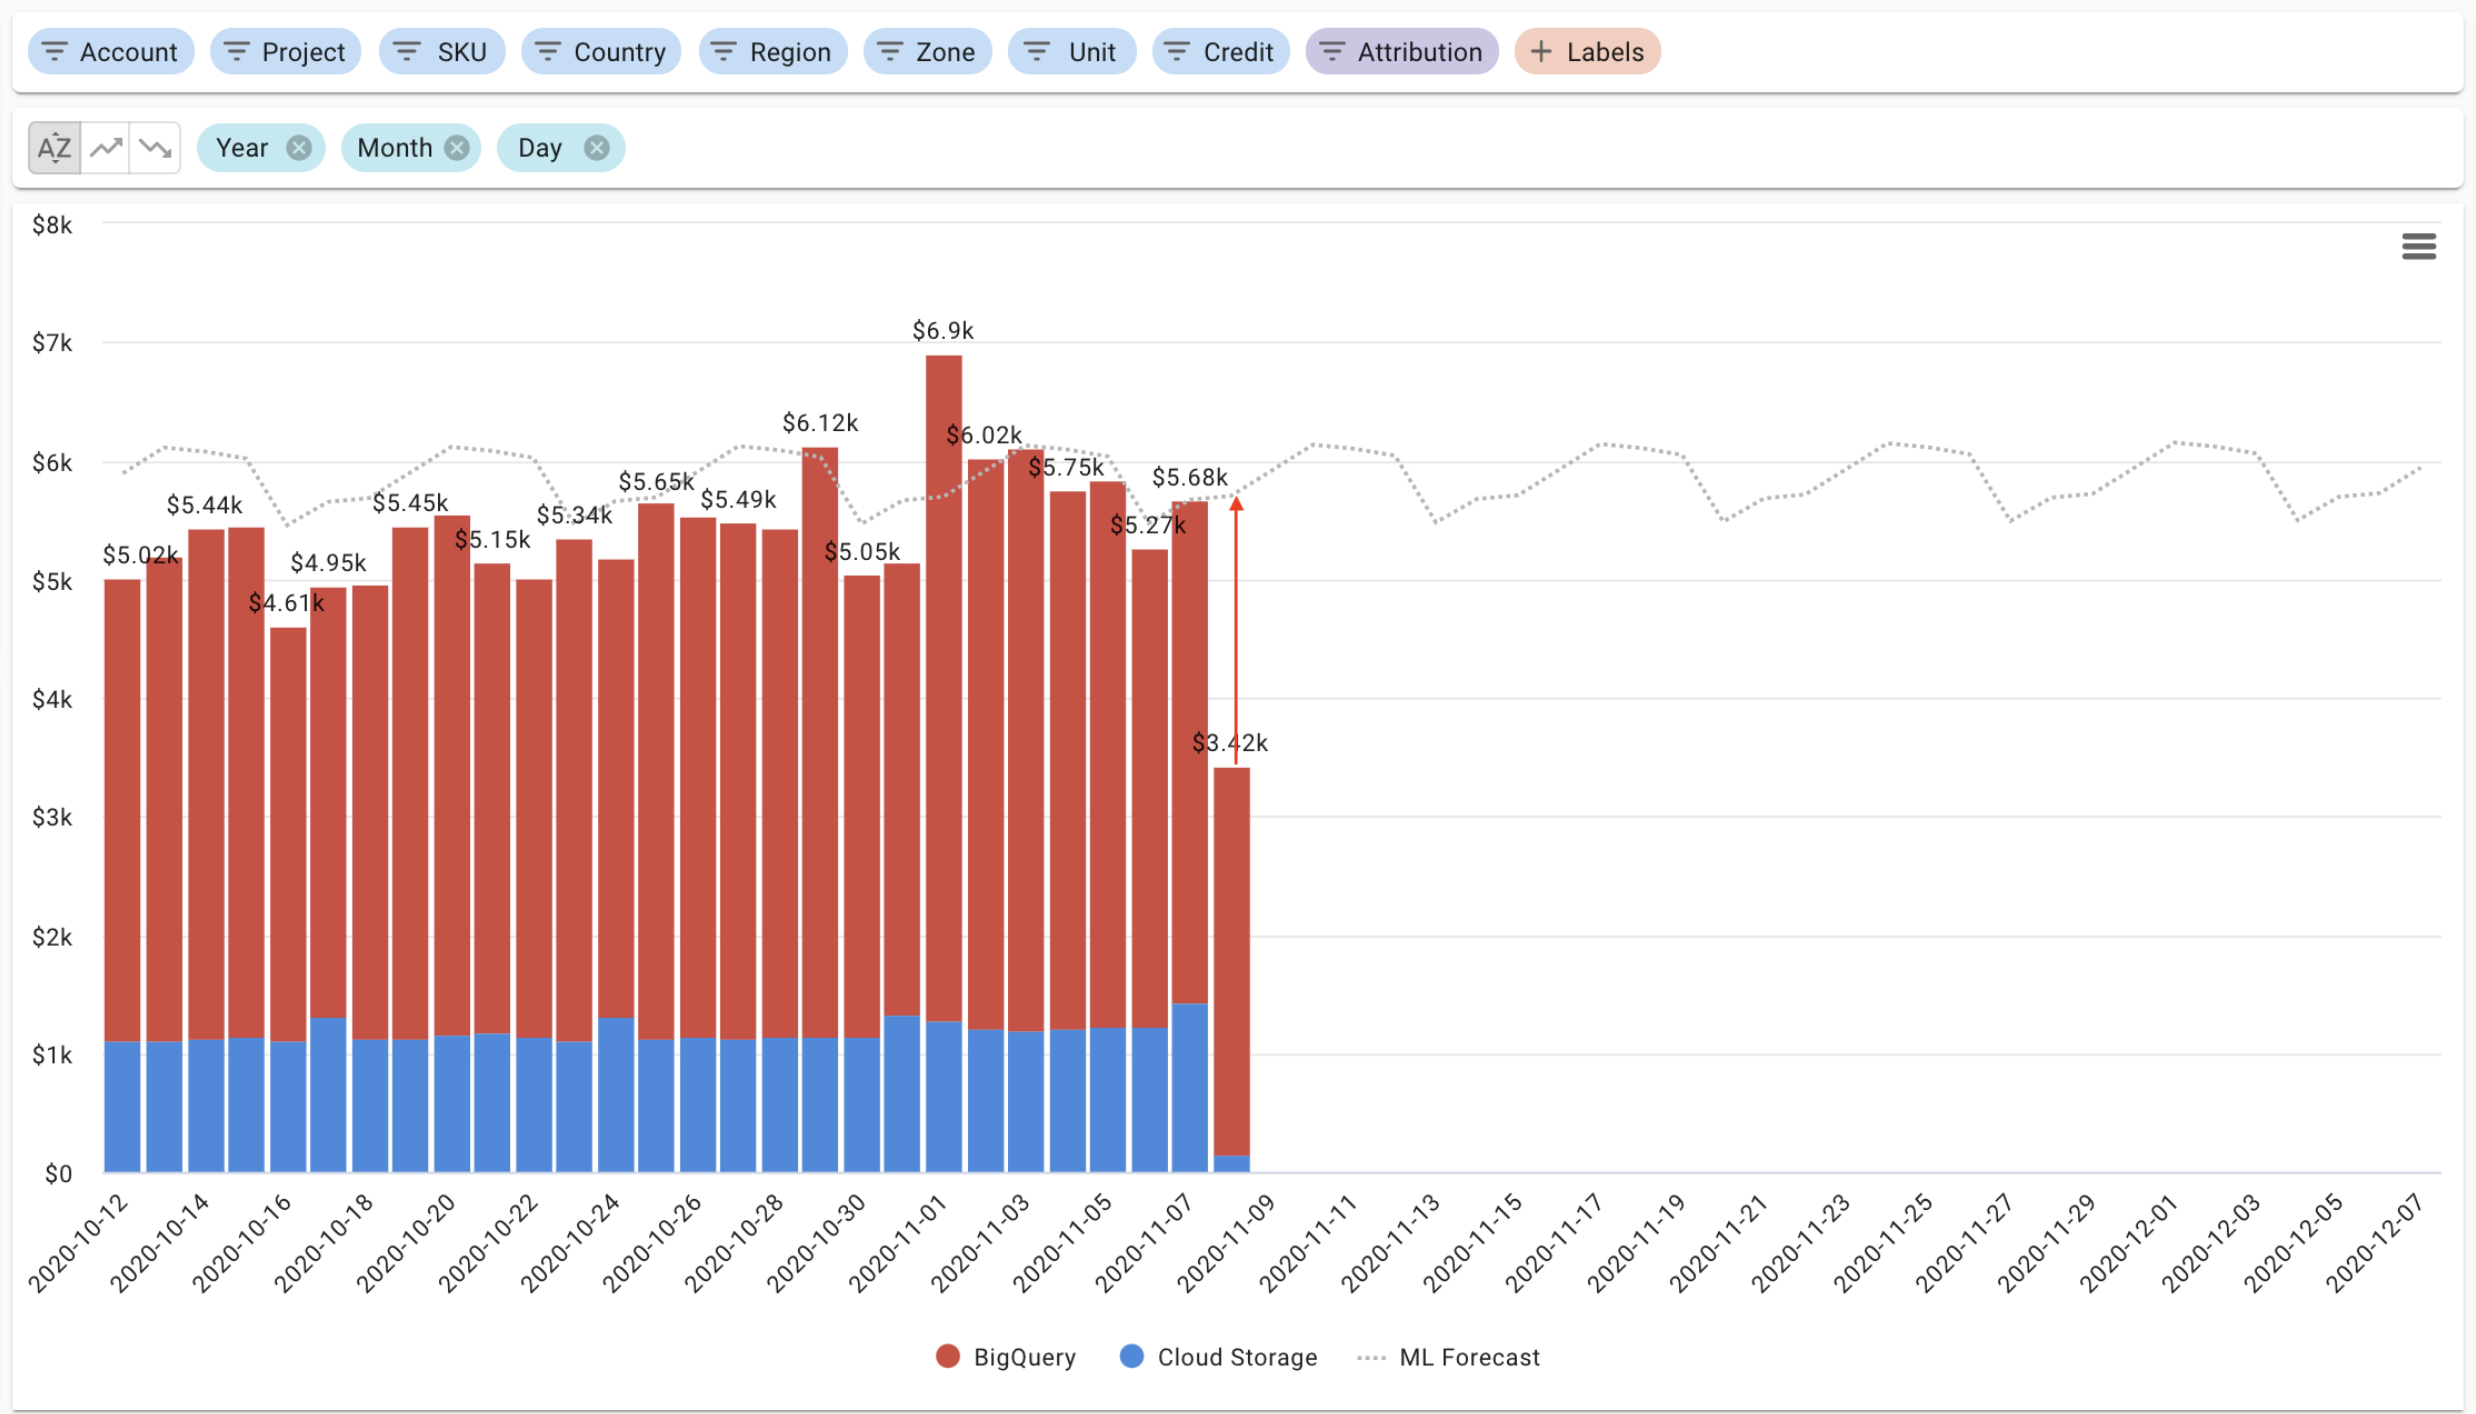 Account Project SKU Country Region Zone Unit Credit Attribution + Labels
AZ Year Month Day
$8k
$7k
$6k
$5k
$4k
$3k
$2k
$1k
$0
$5.02k
$5.44k
$4.61k
$4.95k
$5.45k
$5.15k
$5.34k
$5.65k
$5.49k
$6.12k
$5.05k
$6.9k
$6.02k
$5.75k
$5.27k
$5.68k
$3.42k
2020-10-12
2020-10-14
2020-10-16
2020-10-18
2020-10-20
2020-10-22
2020-10-24
2020-10-26
2020-10-28
2020-10-30
2020-11-01
2020-11-03
2020-11-05
2020-11-07
2020-11-09
2020-11-11
2020-11-13
2020-11-15
2020-11-17
2020-11-19
2020-11-21
2020-11-23
2020-11-25
2020-11-27
2020-11-29
2020-12-01
2020-12-03
2020-12-05
2020-12-07
BigQuery Cloud Storage ML Forecast